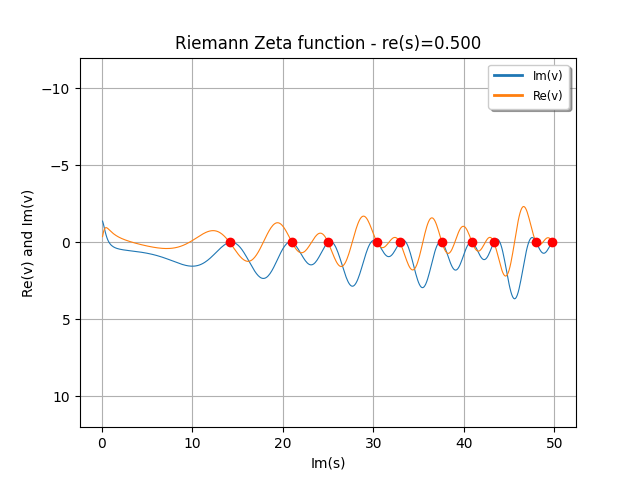 Riemann Zeta function - re(s)=0.500
Im(v)
Re(v)
−10
−5
0
5
10
Re(v) and Im(v)
0
10
20
30
40
50
Im(s)